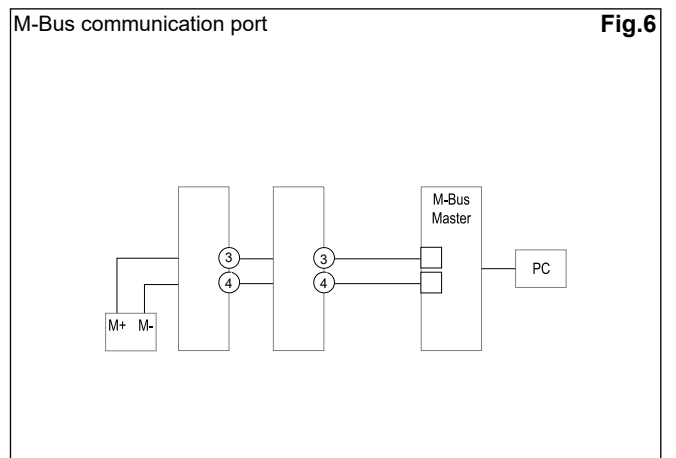 M-Bus communication port
Fig.6
M-Bus
Master
3
3
4
4
PC
M+ M-